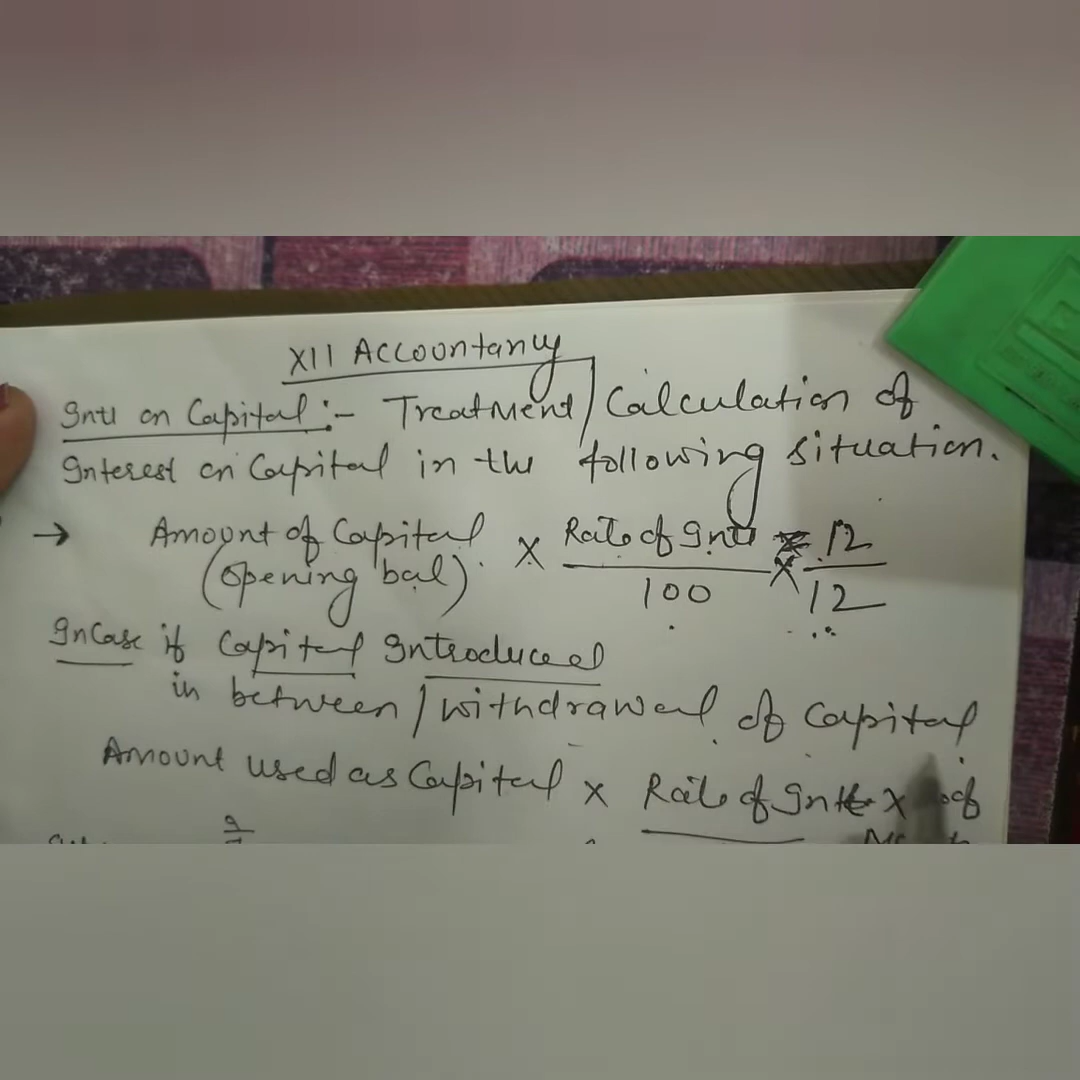 XII Accountancy
Intt on Capital :- Treatment/Calculation of
Interest on Capital in the following situation.
→ Amount of Capital × Rate of Intt × 12
(opening bal) 100 12
InCase if Capital Introduced
in between / withdrawal of Capital
Amount used as Capital × Rate of Intt × of